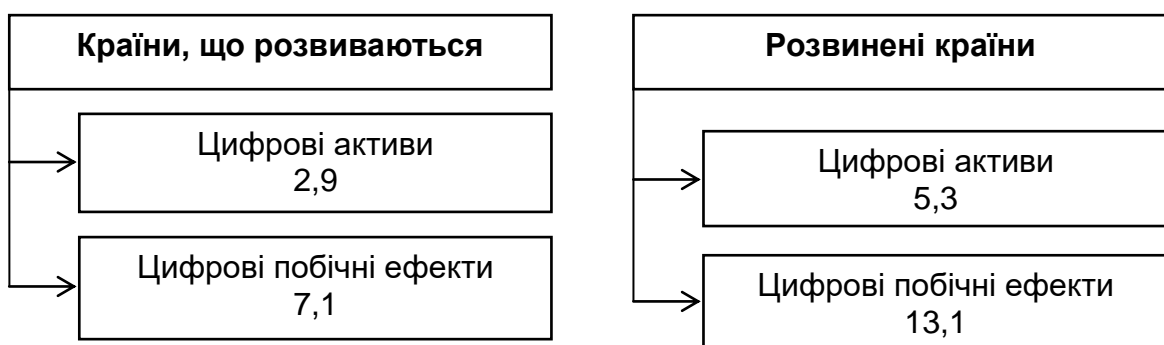 Країни, що розвиваються
Цифрові активи
2,9
Цифрові побічні ефекти
7,1
Розвинені країни
Цифрові активи
5,3
Цифрові побічні ефекти
13,1